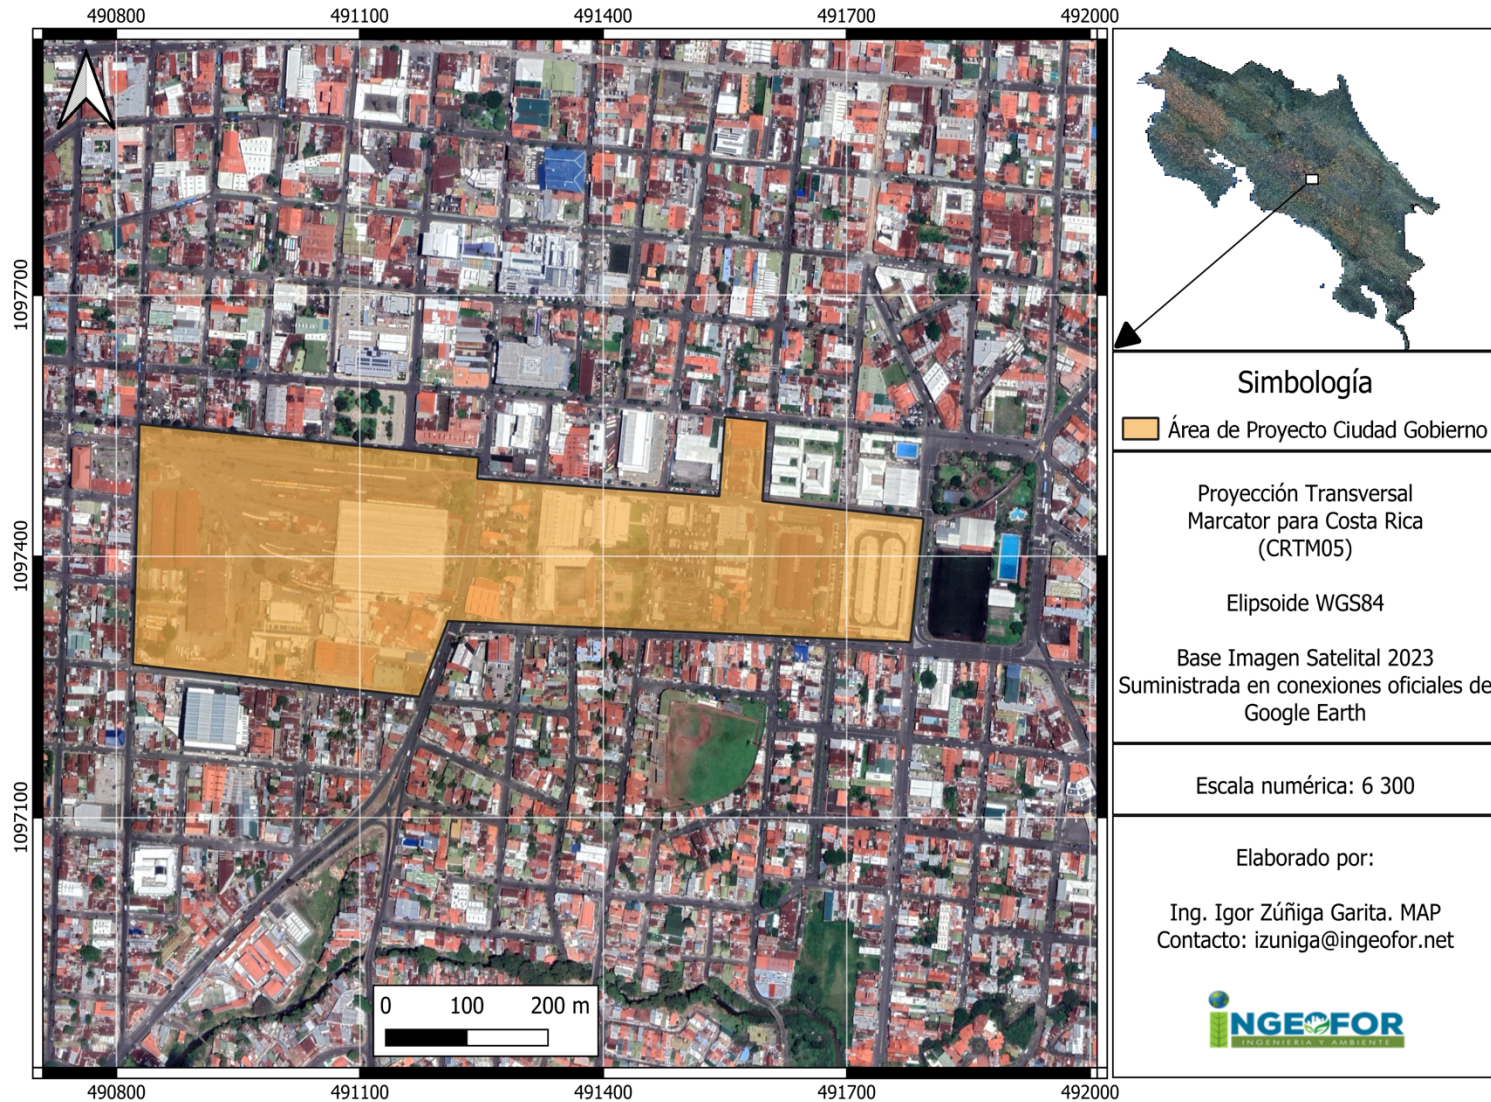 490800 491100 491400 491700 492000
1097700
1097400
1097100
0 100 200 m
490800 491100 491400 491700 492000
Simbología
Área de Proyecto Ciudad Gobierno
Proyección Transversal
Marcator para Costa Rica
(CRTM05)
Elipsoide WGS84
Base Imagen Satelital 2023
Suministrada en conexiones oficiales de
Google Earth
Escala numérica: 6 300
Elaborado por:
Ing. Igor Zúñiga Garita. MAP
Contacto: izuniga@ingeofor.net
INGEOFOR
INGENIERIA Y AMBIENTE